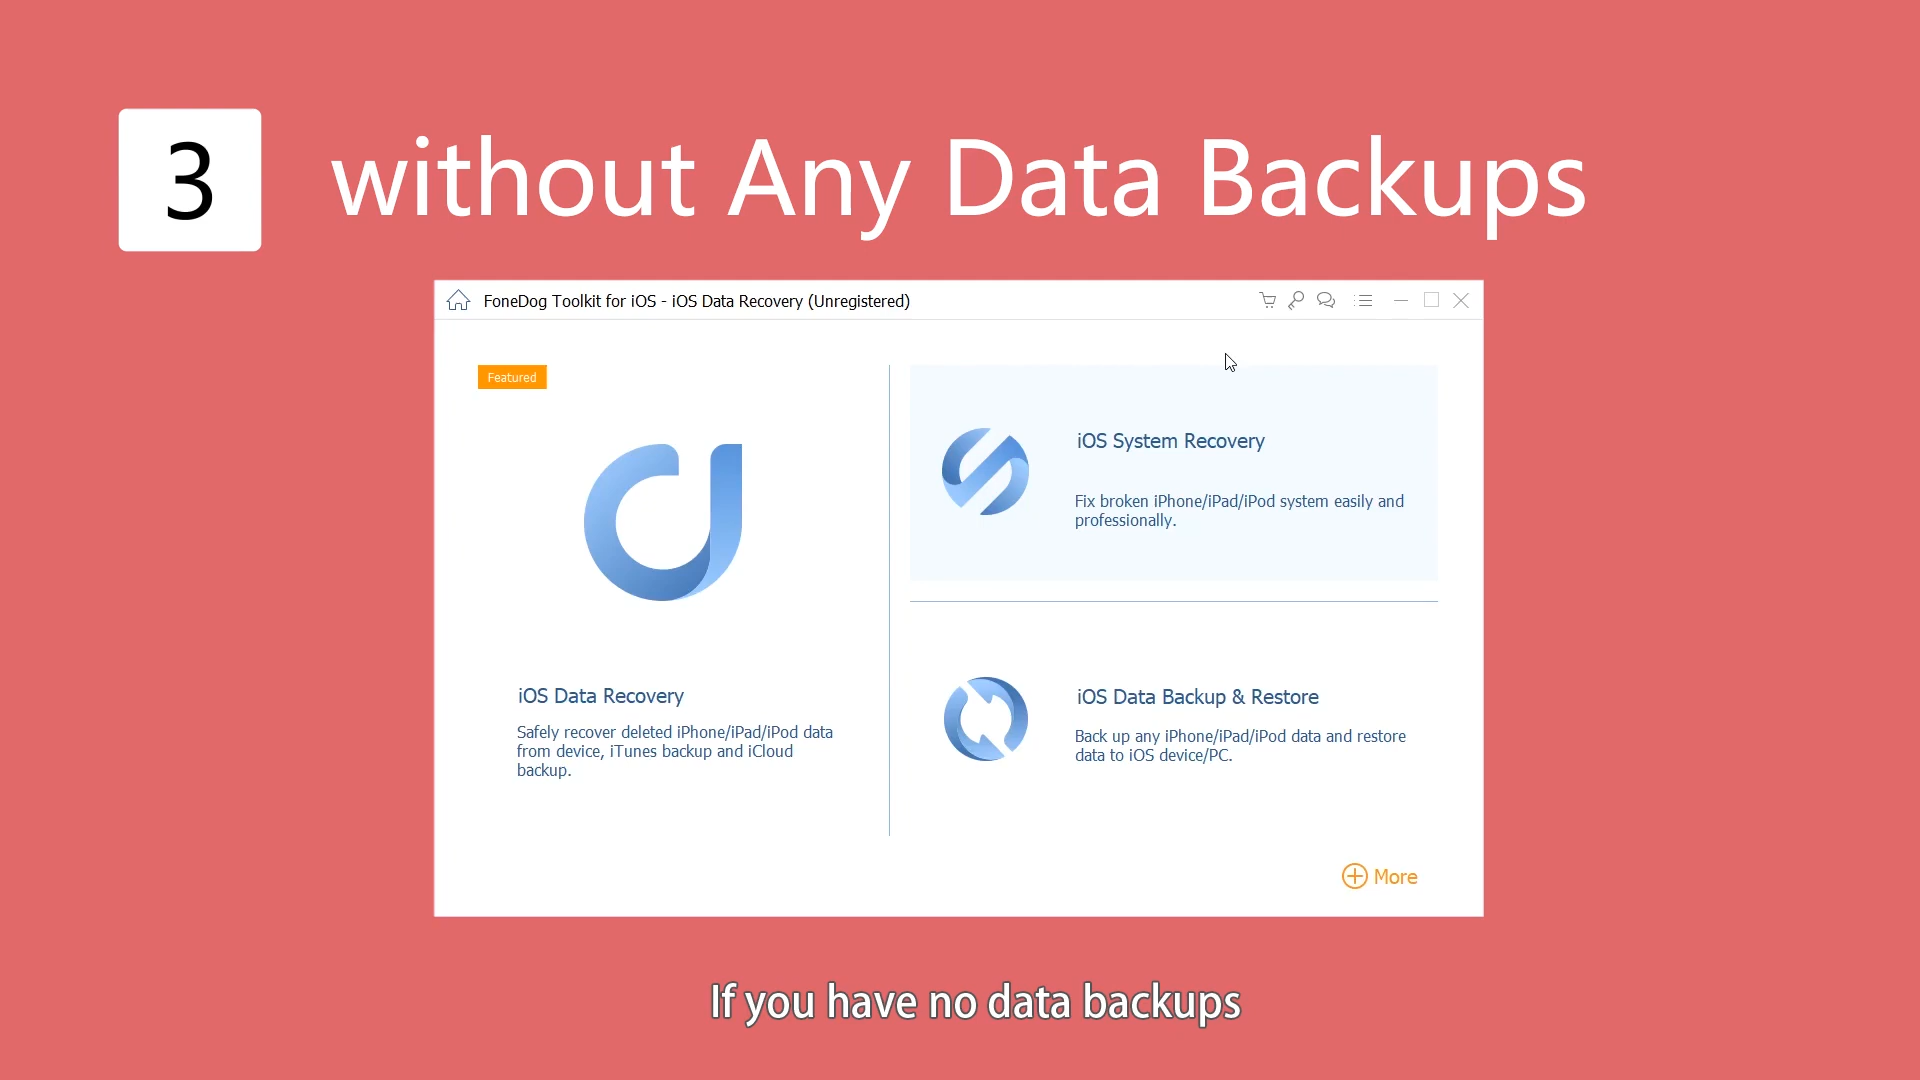 3
without Any Data Backups
FoneDog Toolkit for iOS - iOS Data Recovery (Unregistered)
Featured
iOS Data Recovery
Safely recover deleted iPhone/iPad/iPod data
from device, iTunes backup and iCloud
backup.
iOS System Recovery
Fix broken iPhone/iPad/iPod system easily and
professionally.
iOS Data Backup & Restore
Back up any iPhone/iPad/iPod data and restore
data to iOS device/PC.
More
If you have no data backups